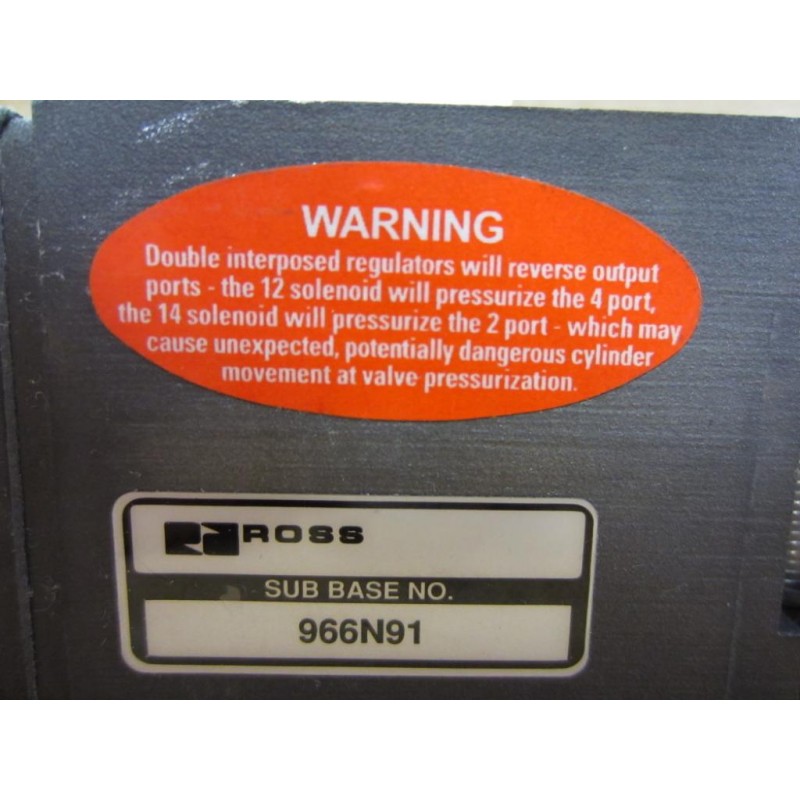 WARNING
Double interposed regulators will reverse output
ports - the 12 solenoid will pressurize the 4 port,
the 14 solenoid will pressurize the 2 port - which may
cause unexpected, potentially dangerous cylinder
movement at valve pressurization.
ROSS
SUB BASE NO.
966N91